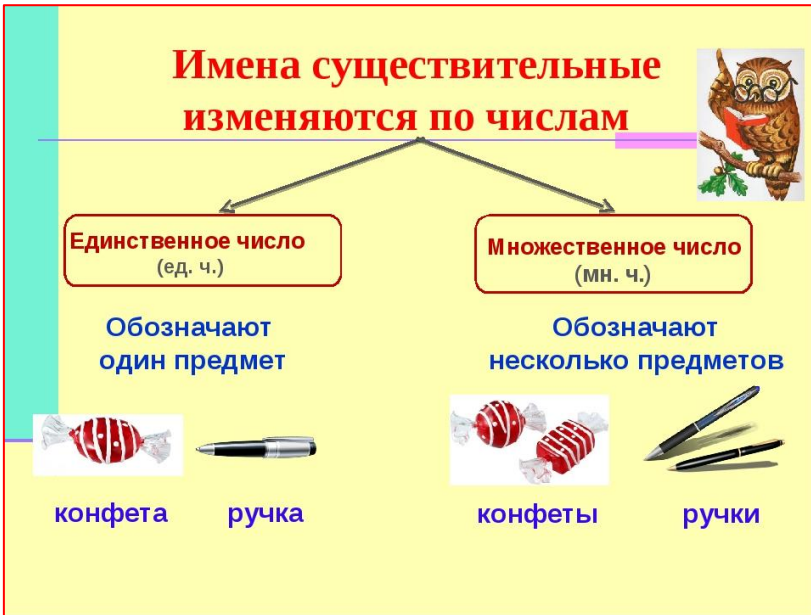 Имена существительные
изменяются по числам
Единственное число
(ед. ч.)
Обозначают
один предмет
конфета ручка
Множественное число
(мн. ч.)
Обозначают
несколько предметов
конфеты ручки